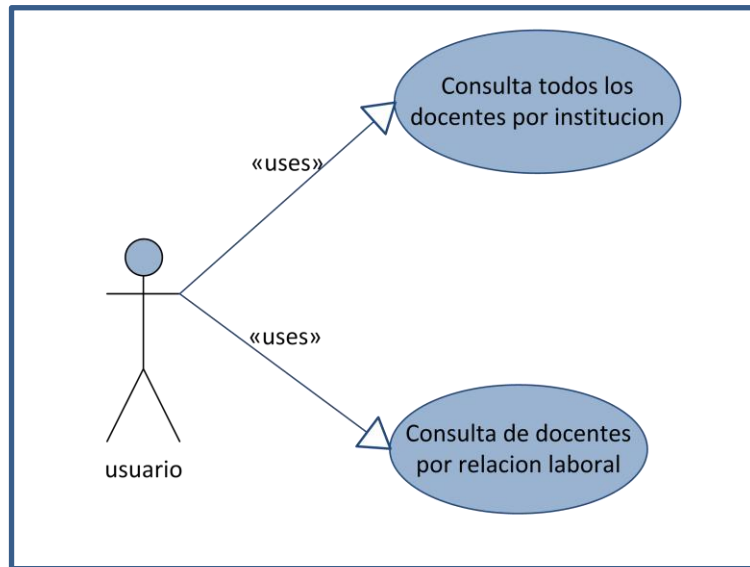 Consulta todos los
docentes por institucion
«uses»
«uses»
Consulta de docentes
por relacion laboral
usuario